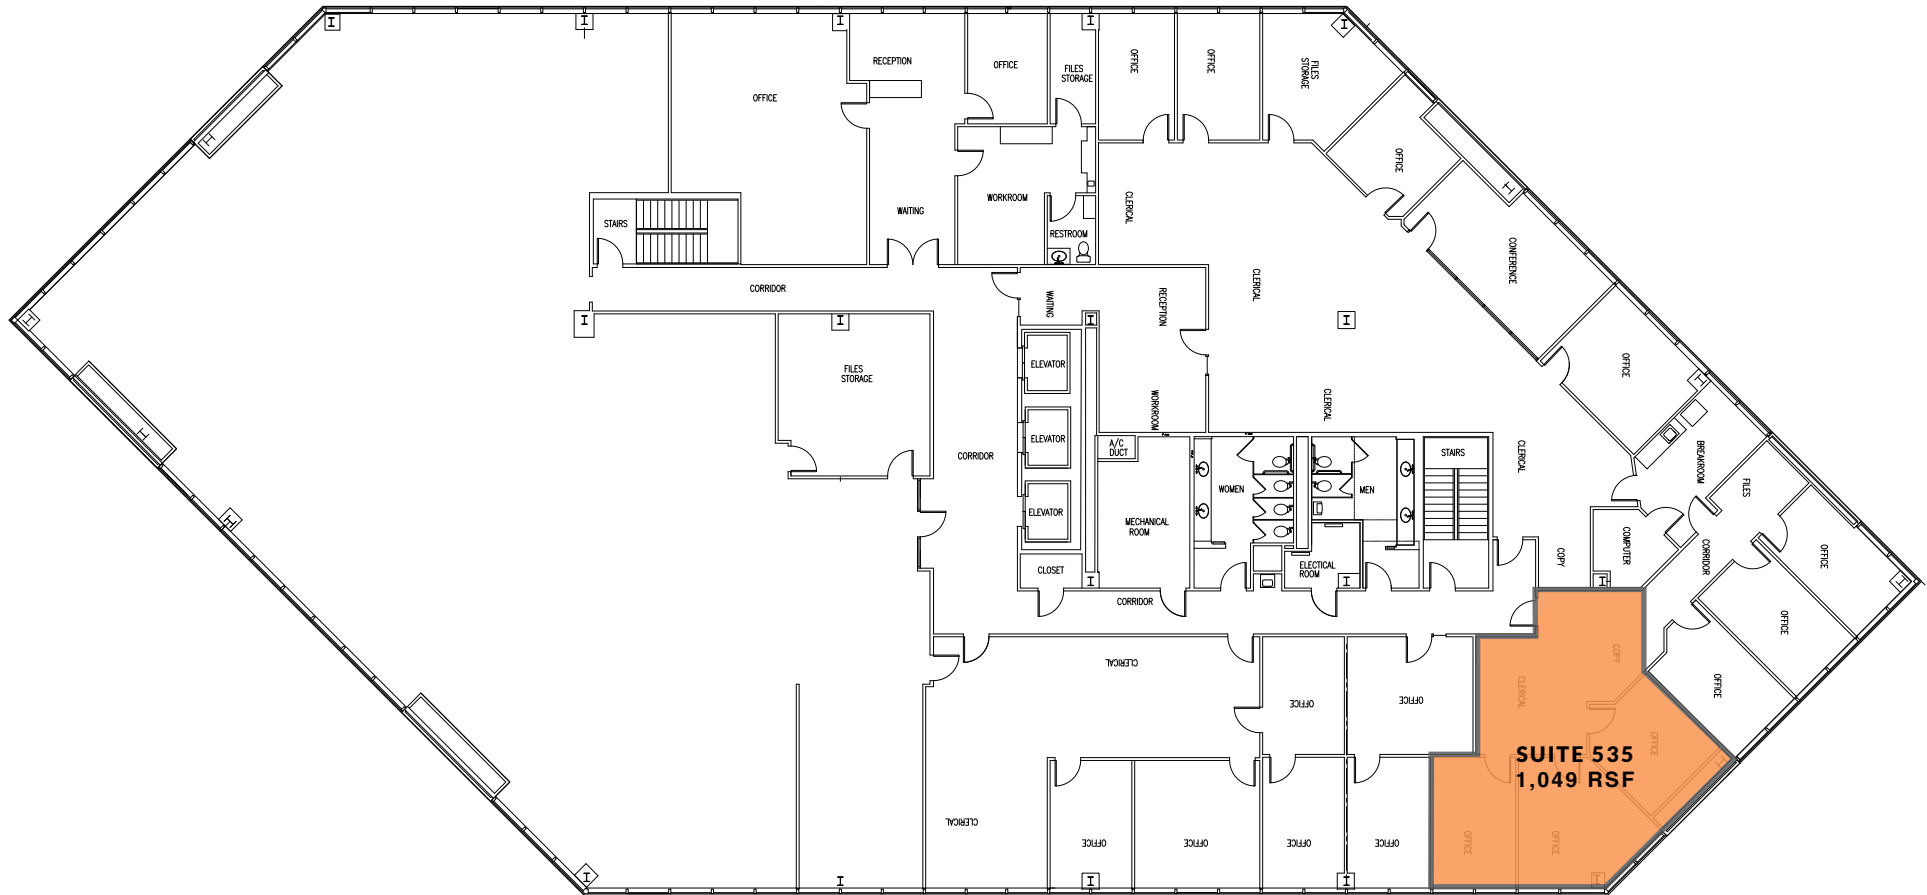 RECEPTION
OFFICE
OFFICE
FILES
STORAGE
OFFICE
OFFICE
FILES
STORAGE
OFFICE
WORKROOM
CLERICAL
STAIRS
WAITING
RESTROOM
CONFERENCE
CORRIDOR
WAITING
RECEPTION
CLERICAL
FILES
STORAGE
ELEVATOR
OFFICE
WORKROOM
CLERICAL
ELEVATOR
A/C
DUCT
CORRIDOR
STAIRS
CLERICAL
BREAKROOM
WOMEN
MEN
FILES
ELEVATOR
MECHANICAL
ROOM
CLOSET
ELECTICAL
ROOM
COPY
COMPUTER
CORRIDOR
OFFICE
CORRIDOR
OFFICE
CLERICAL
COPY
OFFICE
OFFICE
OFFICE
CLERICAL
OFFICE
SUITE 535
1,049 RSF
CLERICAL
OFFICE
OFFICE
OFFICE
OFFICE
OFFICE
OFFICE